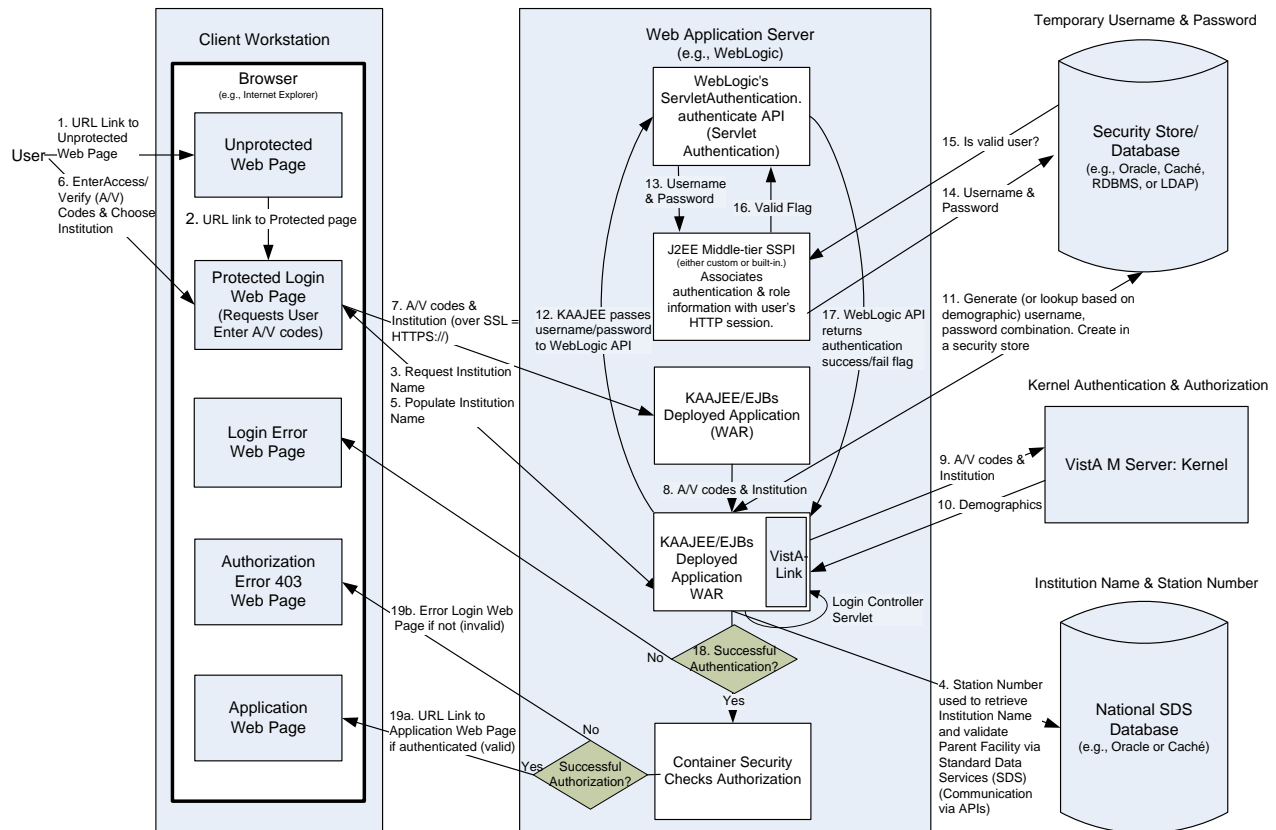 Client Workstation
Browser
(e.g., Internet Explorer)
Unprotected
Web Page
2. URL link to Protected page
Protected Login
Web Page
(Requests User
Enter A/V codes)
Login Error
Web Page
Authorization
Error 403
Web Page
Application
Web Page
User
1. URL Link to
Unprotected
Web Page
6. EnterAccess/
Verify (A/V)
Codes & Choose
Institution
7. A/V codes &
Institution (over SSL =
HTTPS://)
3. Request Institution
Name
5. Populate Institution
Name
19b. Error Login Web
Page if not (invalid)
19a. URL Link to
Application Web Page
if authenticated (valid)
Web Application Server
(e.g., WebLogic)
WebLogic's
ServletAuthentication.
authenticate API
(Servlet
Authentication)
13. Username
& Password
16. Valid Flag
J2EE Middle-tier SSPI
(either custom or built-in.)
Associates
authentication & role
information with user's
HTTP session.
12. KAAJEE passes
username/password
to WebLogic API
17. WebLogic API
returns
authentication
success/fail flag
KAAJEE/EJBs
Deployed Application
(WAR)
8. A/V codes & Institution
KAAJEE/EJBs
Deployed
Application
WAR
VistA-
Link
Login Controller
Servlet
18. Successful
Authentication?
No
Yes
Container Security
Checks Authorization
Successful
Authorization?
No
Yes
Temporary Username & Password
Security Store/
Database
(e.g., Oracle, Caché,
RDBMS, or LDAP)
15. Is valid user?
14. Username &
Password
11. Generate (or lookup based on
demographic) username,
password combination. Create in
a security store
Kernel Authentication & Authorization
VistA M Server: Kernel
9. A/V codes &
Institution
10. Demographics
Institution Name & Station Number
National SDS
Database
(e.g., Oracle or Caché)
4. Station Number
used to retrieve
Institution Name
and validate
Parent Facility via
Standard Data
Services (SDS)
(Communication
via APIs)